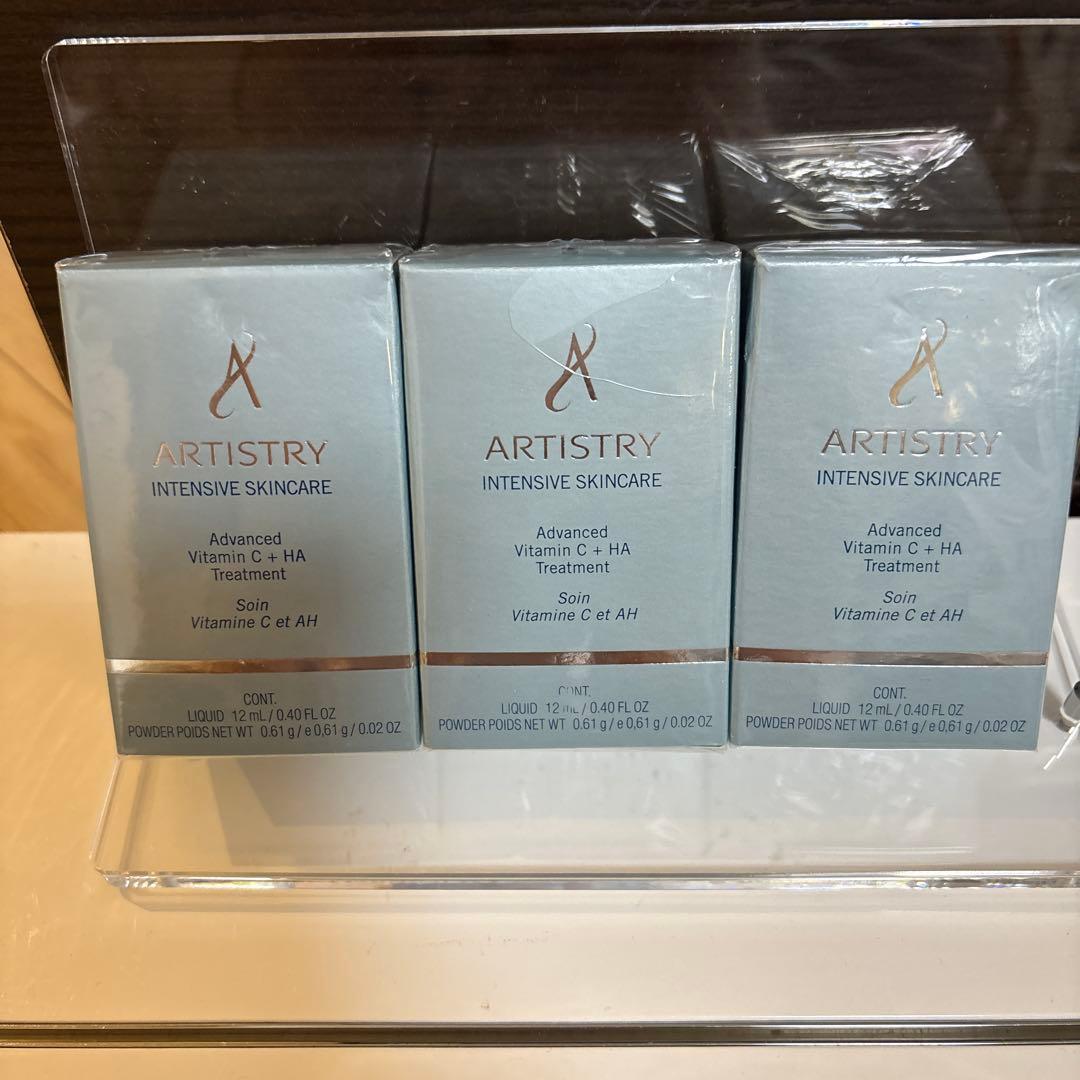 ARTISTRY
INTENSIVE SKINCARE
Advanced
Vitamin C + HA
Treatment
Soin
Vitamine C et AH
CONT.
LIQUID 12 mL / 0.40 FL OZ
POWDER POIDS NET WT 0.61 g / e 0,61 g / 0.02 OZ
ARTISTRY
INTENSIVE SKINCARE
Advanced
Vitamin C + HA
Treatment
Soin
Vitamine C et AH
CONT.
LIQUID 12 mL / 0.40 FL OZ
POWDER POIDS NET WT 0.61 g / e 0,61 g / 0.02 OZ
ARTISTRY
INTENSIVE SKINCARE
Advanced
Vitamin C + HA
Treatment
Soin
Vitamine C et AH
CONT.
LIQUID 12 mL / 0.40 FL OZ
POWDER POIDS NET WT 0.61 g / e 0,61 g / 0.02 OZ